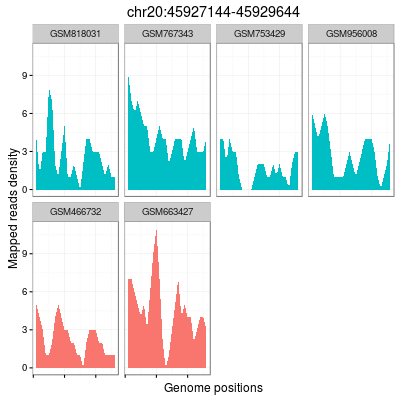 chr20:45927144-45929644
GSM818031 GSM767343 GSM753429 GSM956008
9
6
3
0
GSM466732 GSM663427
9
6
3
0
Mapped reads density
Genome positions